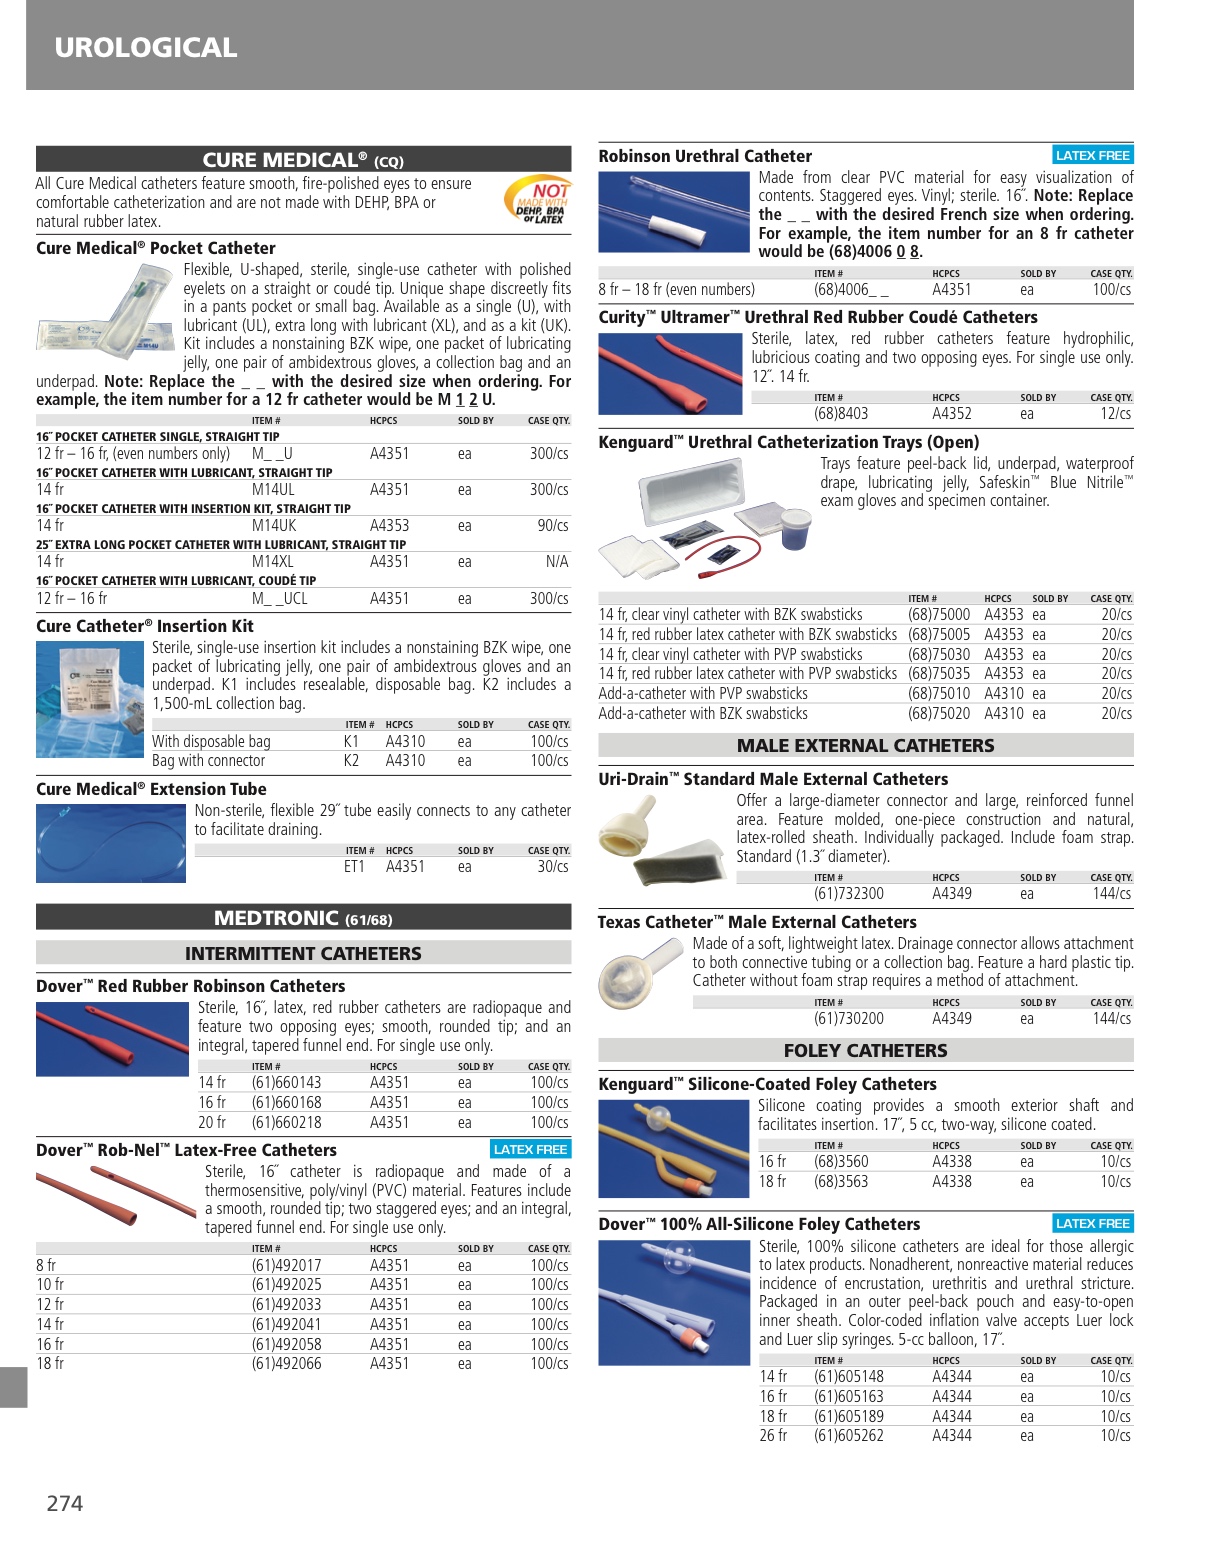 UROLOGICAL
CURE MEDICAL® (CQ)
All Cure Medical catheters feature smooth, fire-polished eyes to ensure
comfortable catheterization and are not made with DEHP, BPA or
natural rubber latex.
NOT
MADE WITH
DEHP, BPA
or LATEX
Cure Medical® Pocket Catheter
Flexible, U-shaped, sterile, single-use catheter with polished
eyelets on a straight or coudé tip. Unique shape discreetly fits
in a pants pocket or small bag. Available as a single (U), with
lubricant (UL), extra long with lubricant (XL), and as a kit (UK).
Kit includes a nonstaining BZK wipe, one packet of lubricating
jelly, one pair of ambidextrous gloves, a collection bag and an
underpad. Note: Replace the _ _ with the desired size when ordering. For
example, the item number for a 12 fr catheter would be M 1 2 U.
ITEM # HCPCS SOLD BY CASE QTY.
16˝ POCKET CATHETER SINGLE, STRAIGHT TIP
12 fr – 16 fr, (even numbers only) M_ _U A4351 ea 300/cs
16˝ POCKET CATHETER WITH LUBRICANT, STRAIGHT TIP
14 fr M14UL A4351 ea 300/cs
16˝ POCKET CATHETER WITH INSERTION KIT, STRAIGHT TIP
14 fr M14UK A4353 ea 90/cs
25˝ EXTRA LONG POCKET CATHETER WITH LUBRICANT, STRAIGHT TIP
14 fr M14XL A4351 ea N/A
16˝ POCKET CATHETER WITH LUBRICANT, COUDÉ TIP
12 fr – 16 fr M_ _UCL A4351 ea 300/cs
Cure Catheter® Insertion Kit
Sterile, single-use insertion kit includes a nonstaining BZK wipe, one
packet of lubricating jelly, one pair of ambidextrous gloves and an
underpad. K1 includes resealable, disposable bag. K2 includes a
1,500-mL collection bag.
ITEM # HCPCS SOLD BY CASE QTY.
With disposable bag K1 A4310 ea 100/cs
Bag with connector K2 A4310 ea 100/cs
Cure Medical® Extension Tube
Non-sterile, flexible 29˝ tube easily connects to any catheter
to facilitate draining.
ITEM # HCPCS SOLD BY CASE QTY.
ET1 A4351 ea 30/cs
MEDTRONIC (61/68)
INTERMITTENT CATHETERS
Dover™ Red Rubber Robinson Catheters
Sterile, 16˝, latex, red rubber catheters are radiopaque and
feature two opposing eyes; smooth, rounded tip; and an
integral, tapered funnel end. For single use only.
ITEM # HCPCS SOLD BY CASE QTY.
14 fr (61)660143 A4351 ea 100/cs
16 fr (61)660168 A4351 ea 100/cs
20 fr (61)660218 A4351 ea 100/cs
Dover™ Rob-Nel™ Latex-Free Catheters LATEX FREE
Sterile, 16˝ catheter is radiopaque and made of a
thermosensitive, poly/vinyl (PVC) material. Features include
a smooth, rounded tip; two staggered eyes; and an integral,
tapered funnel end. For single use only.
ITEM # HCPCS SOLD BY CASE QTY.
8 fr (61)492017 A4351 ea 100/cs
10 fr (61)492025 A4351 ea 100/cs
12 fr (61)492033 A4351 ea 100/cs
14 fr (61)492041 A4351 ea 100/cs
16 fr (61)492058 A4351 ea 100/cs
18 fr (61)492066 A4351 ea 100/cs
Robinson Urethral Catheter LATEX FREE
Made from clear PVC material for easy visualization of
contents. Staggered eyes. Vinyl; sterile. 16˝. Note: Replace
the _ _ with the desired French size when ordering.
For example, the item number for an 8 fr catheter
would be (68)4006 0 8.
ITEM # HCPCS SOLD BY CASE QTY.
8 fr – 18 fr (even numbers) (68)4006_ _ A4351 ea 100/cs
Curity™ Ultramer™ Urethral Red Rubber Coudé Catheters
Sterile, latex, red rubber catheters feature hydrophilic,
lubricious coating and two opposing eyes. For single use only.
12˝. 14 fr.
ITEM # HCPCS SOLD BY CASE QTY.
(68)8403 A4352 ea 12/cs
Kenguard™ Urethral Catheterization Trays (Open)
Trays feature peel-back lid, underpad, waterproof
drape, lubricating jelly, Safeskin™ Blue Nitrile™
exam gloves and specimen container.
ITEM # HCPCS SOLD BY CASE QTY.
14 fr, clear vinyl catheter with BZK swabsticks (68)75000 A4353 ea 20/cs
14 fr, red rubber latex catheter with BZK swabsticks (68)75005 A4353 ea 20/cs
14 fr, clear vinyl catheter with PVP swabsticks (68)75030 A4353 ea 20/cs
14 fr, red rubber latex catheter with PVP swabsticks (68)75035 A4353 ea 20/cs
Add-a-catheter with PVP swabsticks (68)75010 A4310 ea 20/cs
Add-a-catheter with BZK swabsticks (68)75020 A4310 ea 20/cs
MALE EXTERNAL CATHETERS
Uri-Drain™ Standard Male External Catheters
Offer a large-diameter connector and large, reinforced funnel
area. Feature molded, one-piece construction and natural,
latex-rolled sheath. Individually packaged. Include foam strap.
Standard (1.3˝ diameter).
ITEM # HCPCS SOLD BY CASE QTY.
(61)732300 A4349 ea 144/cs
Texas Catheter™ Male External Catheters
Made of a soft, lightweight latex. Drainage connector allows attachment
to both connective tubing or a collection bag. Feature a hard plastic tip.
Catheter without foam strap requires a method of attachment.
ITEM # HCPCS SOLD BY CASE QTY.
(61)730200 A4349 ea 144/cs
FOLEY CATHETERS
Kenguard™ Silicone-Coated Foley Catheters
Silicone coating provides a smooth exterior shaft and
facilitates insertion. 17˝, 5 cc, two-way, silicone coated.
ITEM # HCPCS SOLD BY CASE QTY.
16 fr (68)3560 A4338 ea 10/cs
18 fr (68)3563 A4338 ea 10/cs
Dover™ 100% All-Silicone Foley Catheters LATEX FREE
Sterile, 100% silicone catheters are ideal for those allergic
to latex products. Nonadherent, nonreactive material reduces
incidence of encrustation, urethritis and urethral stricture.
Packaged in an outer peel-back pouch and easy-to-open
inner sheath. Color-coded inflation valve accepts Luer lock
and Luer slip syringes. 5-cc balloon, 17˝.
ITEM # HCPCS SOLD BY CASE QTY.
14 fr (61)605148 A4344 ea 10/cs
16 fr (61)605163 A4344 ea 10/cs
18 fr (61)605189 A4344 ea 10/cs
26 fr (61)605262 A4344 ea 10/cs
274